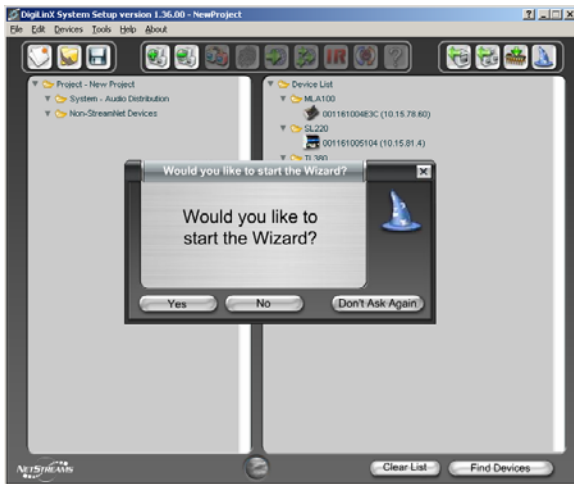 DigiLinX System Setup version 1.36.00 - NewProject
File Edit Devices Tools Help About
IR
Project - New Project
System - Audio Distribution
Non-StreamNet Devices
Device List
MLA100
001161004E3C (10.15.78.60)
SL220
001161005104 (10.15.81.4)
TL380
Would you like to start the Wizard?
Would you like to
start the Wizard?
Yes No Don't Ask Again
NETSTREAMS
Clear List Find Devices